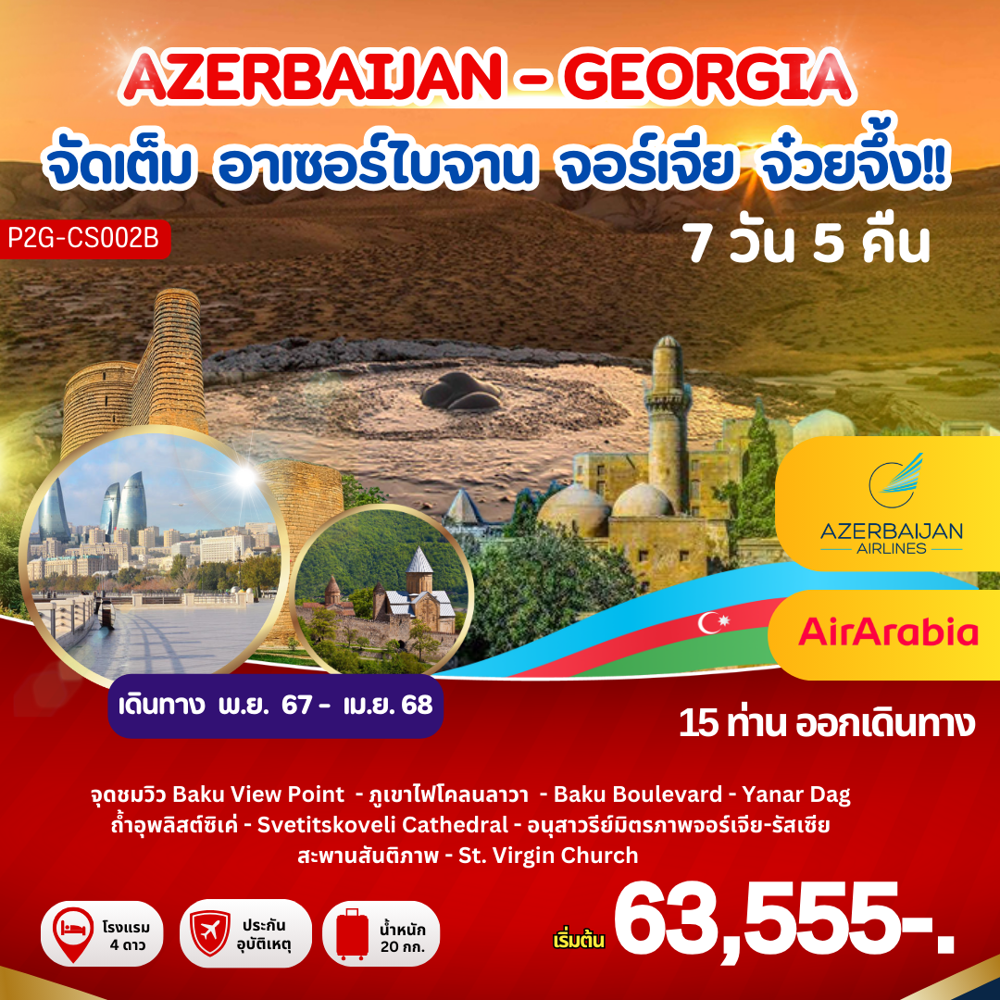 AZERBAIJAN - GEORGIA
จัดเต็ม อาเซอร์ไบจาน จอร์เจีย จ๋วยจึ้ง!!
P2G-CS002B
7 วัน 5 คืน
AZERBAIJAN
AIRLINES
AirArabia
เดินทาง พ.ย. 67 - เม.ย. 68
15 ท่าน ออกเดินทาง
จุดชมวิว Baku View Point - ภูเขาไฟโคลนลาวา - Baku Boulevard - Yanar Dag
ถ้ำอุพลิสต์ซิเค่ - Svetitskoveli Cathedral - อนุสาวรีย์มิตรภาพจอร์เจีย-รัสเซีย
สะพานสันติภาพ - St. Virgin Church
โรงแรม
4 ดาว
ประกัน
อุบัติเหตุ
น้ำหนัก
20 กก.
เริ่มต้น 63,555-.